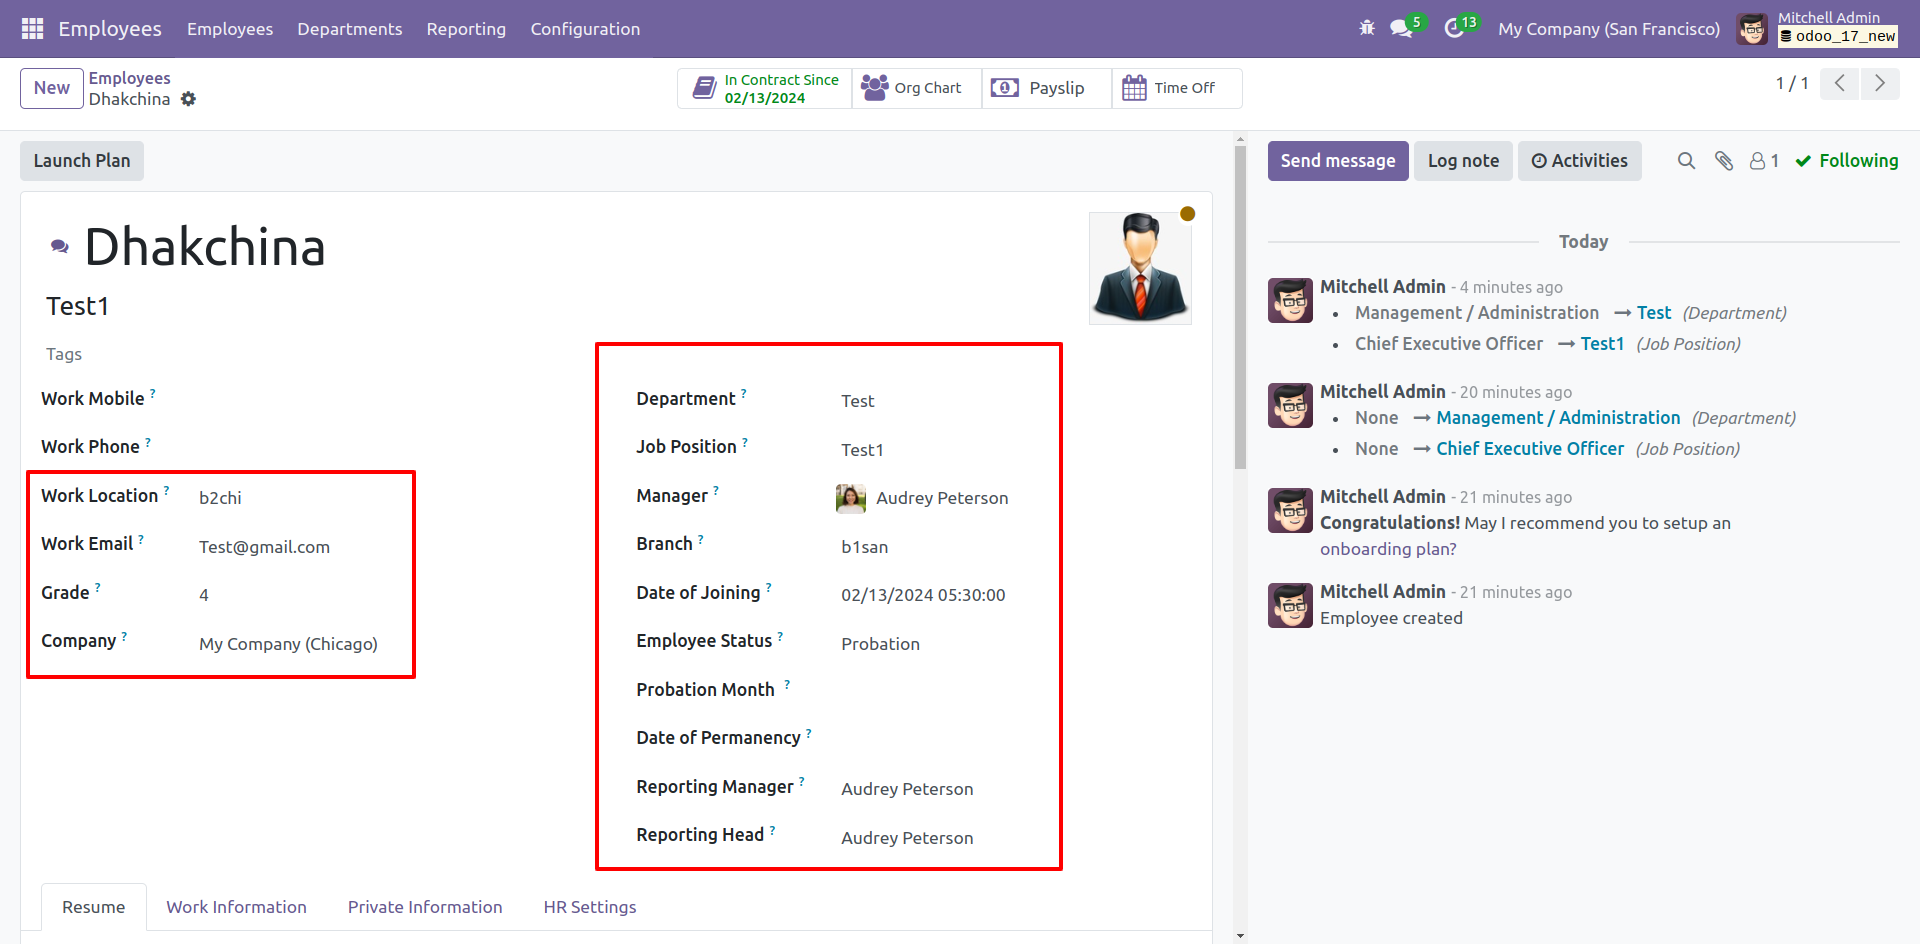 Employees Employees Departments Reporting Configuration 5 13 My Company (San Francisco) Mitchell Admin
odoo_17_new
New Employees
Dhakchina
In Contract Since
02/13/2024
Org Chart
Payslip
Time Off
1 / 1
Launch Plan
Send message Log note Activities 1 Following
Dhakchina
Test1
Tags
Work Mobile ?
Work Phone ?
Work Location ? b2chi
Work Email ? Test@gmail.com
Grade ? 4
Company ? My Company (Chicago)
Department ? Test
Job Position ? Test1
Manager ? Audrey Peterson
Branch ? b1san
Date of Joining ? 02/13/2024 05:30:00
Employee Status ? Probation
Probation Month ?
Date of Permanency ?
Reporting Manager ? Audrey Peterson
Reporting Head ? Audrey Peterson
Resume Work Information Private Information HR Settings
Today
Mitchell Admin - 4 minutes ago
• Management / Administration → Test (Department)
• Chief Executive Officer → Test1 (Job Position)
Mitchell Admin - 20 minutes ago
• None → Management / Administration (Department)
• None → Chief Executive Officer (Job Position)
Mitchell Admin - 21 minutes ago
Congratulations! May I recommend you to setup an
onboarding plan?
Mitchell Admin - 21 minutes ago
Employee created